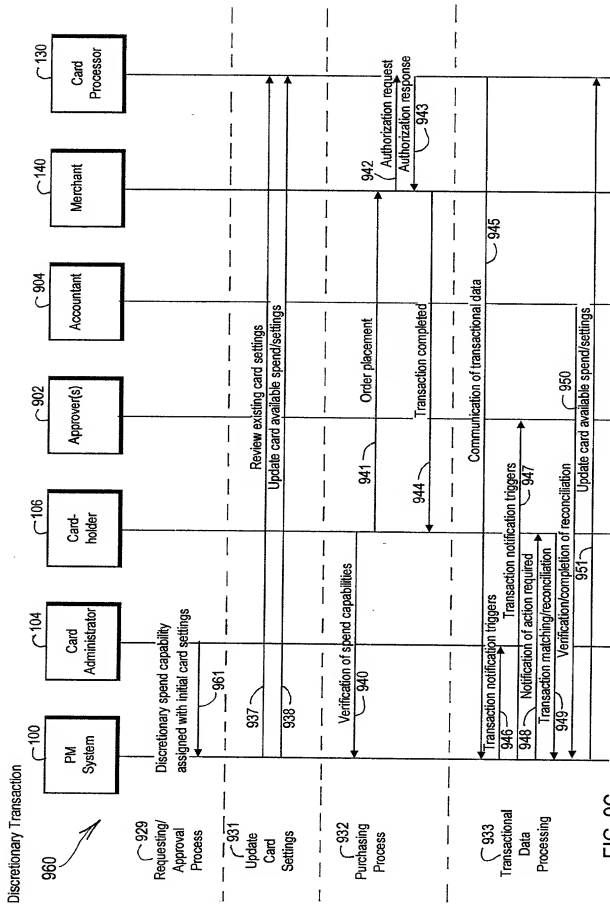 Discretionary Transaction
960
100
PM
System
104
Card
Administrator
106
Card-
holder
902
Approver(s)
904
Accountant
140
Merchant
130
Card
Processor
929
Requesting/
Approval
Process
Discretionary spend capability
assigned with initial card settings
961
931
Update
Card
Settings
937
Review existing card settings
938
Update card available spend/settings
932
Purchasing
Process
Verification of spend capabilities
940
941
Order placement
942
Authorization request
Authorization response
943
944
Transaction completed
933
Transactional
Data
Processing
Communication of transactional data
945
Transaction notification triggers
946
Transaction notification triggers
947
948
Notification of action required
Transaction matching/reconciliation
949
Verification/completion of reconciliation
950
951
Update card available spend/settings
FIG. 9C